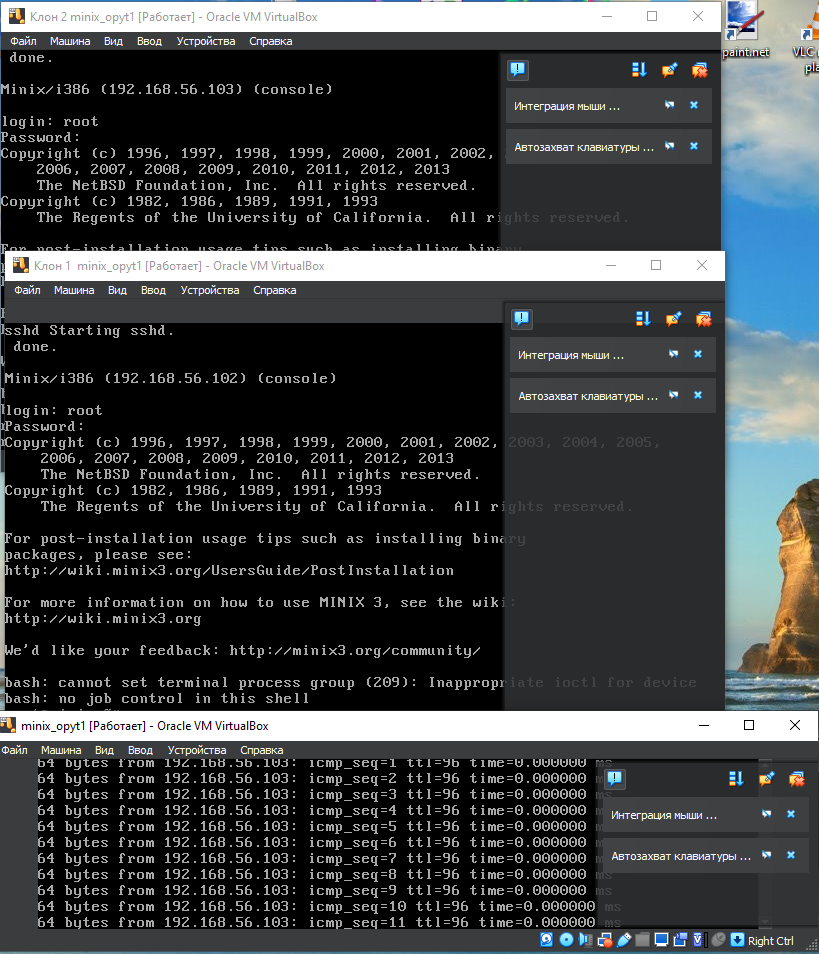 Клон 2 minix_opyt1 [Работает] - Oracle VM VirtualBox
Файл Машина Вид Ввод Устройства Справка
done.
Minix/i386 (192.168.56.103) (console)
login: root
Password:
Copyright (c) 1996, 1997, 1998, 1999, 2000, 2001, 2002,
2006, 2007, 2008, 2009, 2010, 2011, 2012, 2013
The NetBSD Foundation, Inc.  All rights reserved.
Copyright (c) 1982, 1986, 1989, 1991, 1993
The Regents of the University of California.  All rights reserved.
For post-installation usage tips such as installing binary
Интеграция мыши ...
Автозахват клавиатуры ...
paint.net
VLC
Клон 1 minix_opyt1 [Работает] - Oracle VM VirtualBox
Файл Машина Вид Ввод Устройства Справка
sshd Starting sshd.
done.
Minix/i386 (192.168.56.102) (console)
login: root
Password:
Copyright (c) 1996, 1997, 1998, 1999, 2000, 2001, 2002, 2003, 2004, 2005,
2006, 2007, 2008, 2009, 2010, 2011, 2012, 2013
The NetBSD Foundation, Inc.  All rights reserved.
Copyright (c) 1982, 1986, 1989, 1991, 1993
The Regents of the University of California.  All rights reserved.
For post-installation usage tips such as installing binary
packages, please see:
http://wiki.minix3.org/UsersGuide/PostInstallation
For more information on how to use MINIX 3, see the wiki:
http://wiki.minix3.org
We'd like your feedback: http://minix3.org/community/
bash: cannot set terminal process group (209): Inappropriate ioctl for device
bash: no job control in this shell
Интеграция мыши ...
Автозахват клавиатуры ...
minix_opyt1 [Работает] - Oracle VM VirtualBox
Файл Машина Вид Ввод Устройства Справка
64 bytes from 192.168.56.103: icmp_seq=1 ttl=96 time=0.000000 ms
64 bytes from 192.168.56.103: icmp_seq=2 ttl=96 time=0.000000
64 bytes from 192.168.56.103: icmp_seq=3 ttl=96 time=0.000000 ms
64 bytes from 192.168.56.103: icmp_seq=4 ttl=96 time=0.000000 ms
64 bytes from 192.168.56.103: icmp_seq=5 ttl=96 time=0.000000 ms
64 bytes from 192.168.56.103: icmp_seq=6 ttl=96 time=0.000000 ms
64 bytes from 192.168.56.103: icmp_seq=7 ttl=96 time=0.000000 ms
64 bytes from 192.168.56.103: icmp_seq=8 ttl=96 time=0.000000 ms
64 bytes from 192.168.56.103: icmp_seq=9 ttl=96 time=0.000000 ms
64 bytes from 192.168.56.103: icmp_seq=10 ttl=96 time=0.000000 ms
64 bytes from 192.168.56.103: icmp_seq=11 ttl=96 time=0.000000 ms
Интеграция мыши ...
Автозахват клавиатуры ...
Right Ctrl